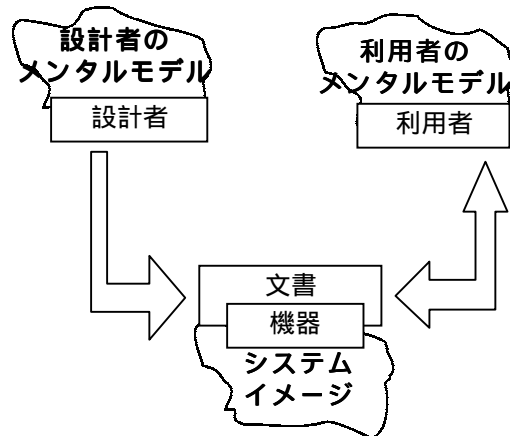 設計者の
メンタルモデル
設計者
利用者の
メンタルモデル
利用者
文書
機器
システム
イメージ